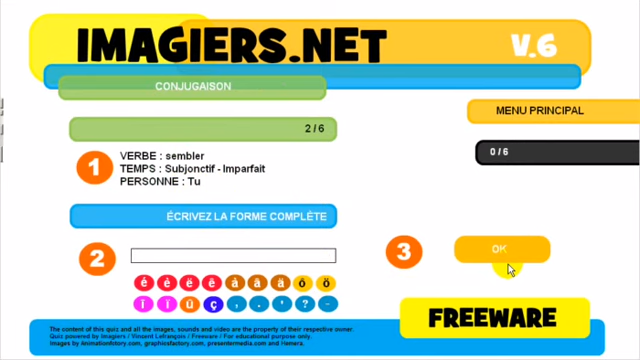 IMAGIERS.NET
V.6
CONJUGAISON
MENU PRINCIPAL
2 / 6
0 / 6
1
VERBE : sembler
TEMPS : Subjonctif - Imparfait
PERSONNE : Tu
ÉCRIVEZ LA FORME COMPLÈTE
2
3
OK
é è ê ë à â ä ô ö
î ï û ç , . ' ? -
FREEWARE
The content of this quiz and all the images, sounds and video are the property of their respective owner.
Quiz powered by Imagiers / Vincent Lefrançois / Freeware / For educational purpose only.
Images by Animationfactory.com, graphicsfactory.com, presentermedia.com and Hemera.